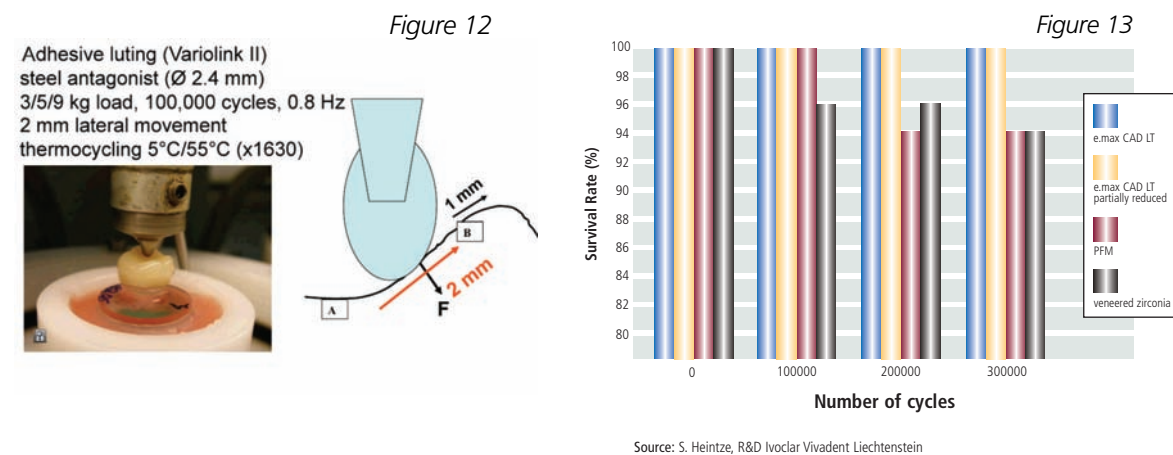 Figure 12
Adhesive luting (Variolink II)
steel antagonist (Ø 2.4 mm)
3/5/9 kg load, 100,000 cycles, 0.8 Hz
2 mm lateral movement
thermocycling 5°C/55°C (x1630)
1 mm
B
2 mm
F
A
Figure 13
Survival Rate (%)
100
98
96
94
92
90
88
86
84
82
80
0
100000
200000
300000
Number of cycles
e.max CAD LT
e.max CAD LT
partially reduced
PFM
veneered zirconia
Source: S. Heintze, R&D Ivoclar Vivadent Liechtenstein